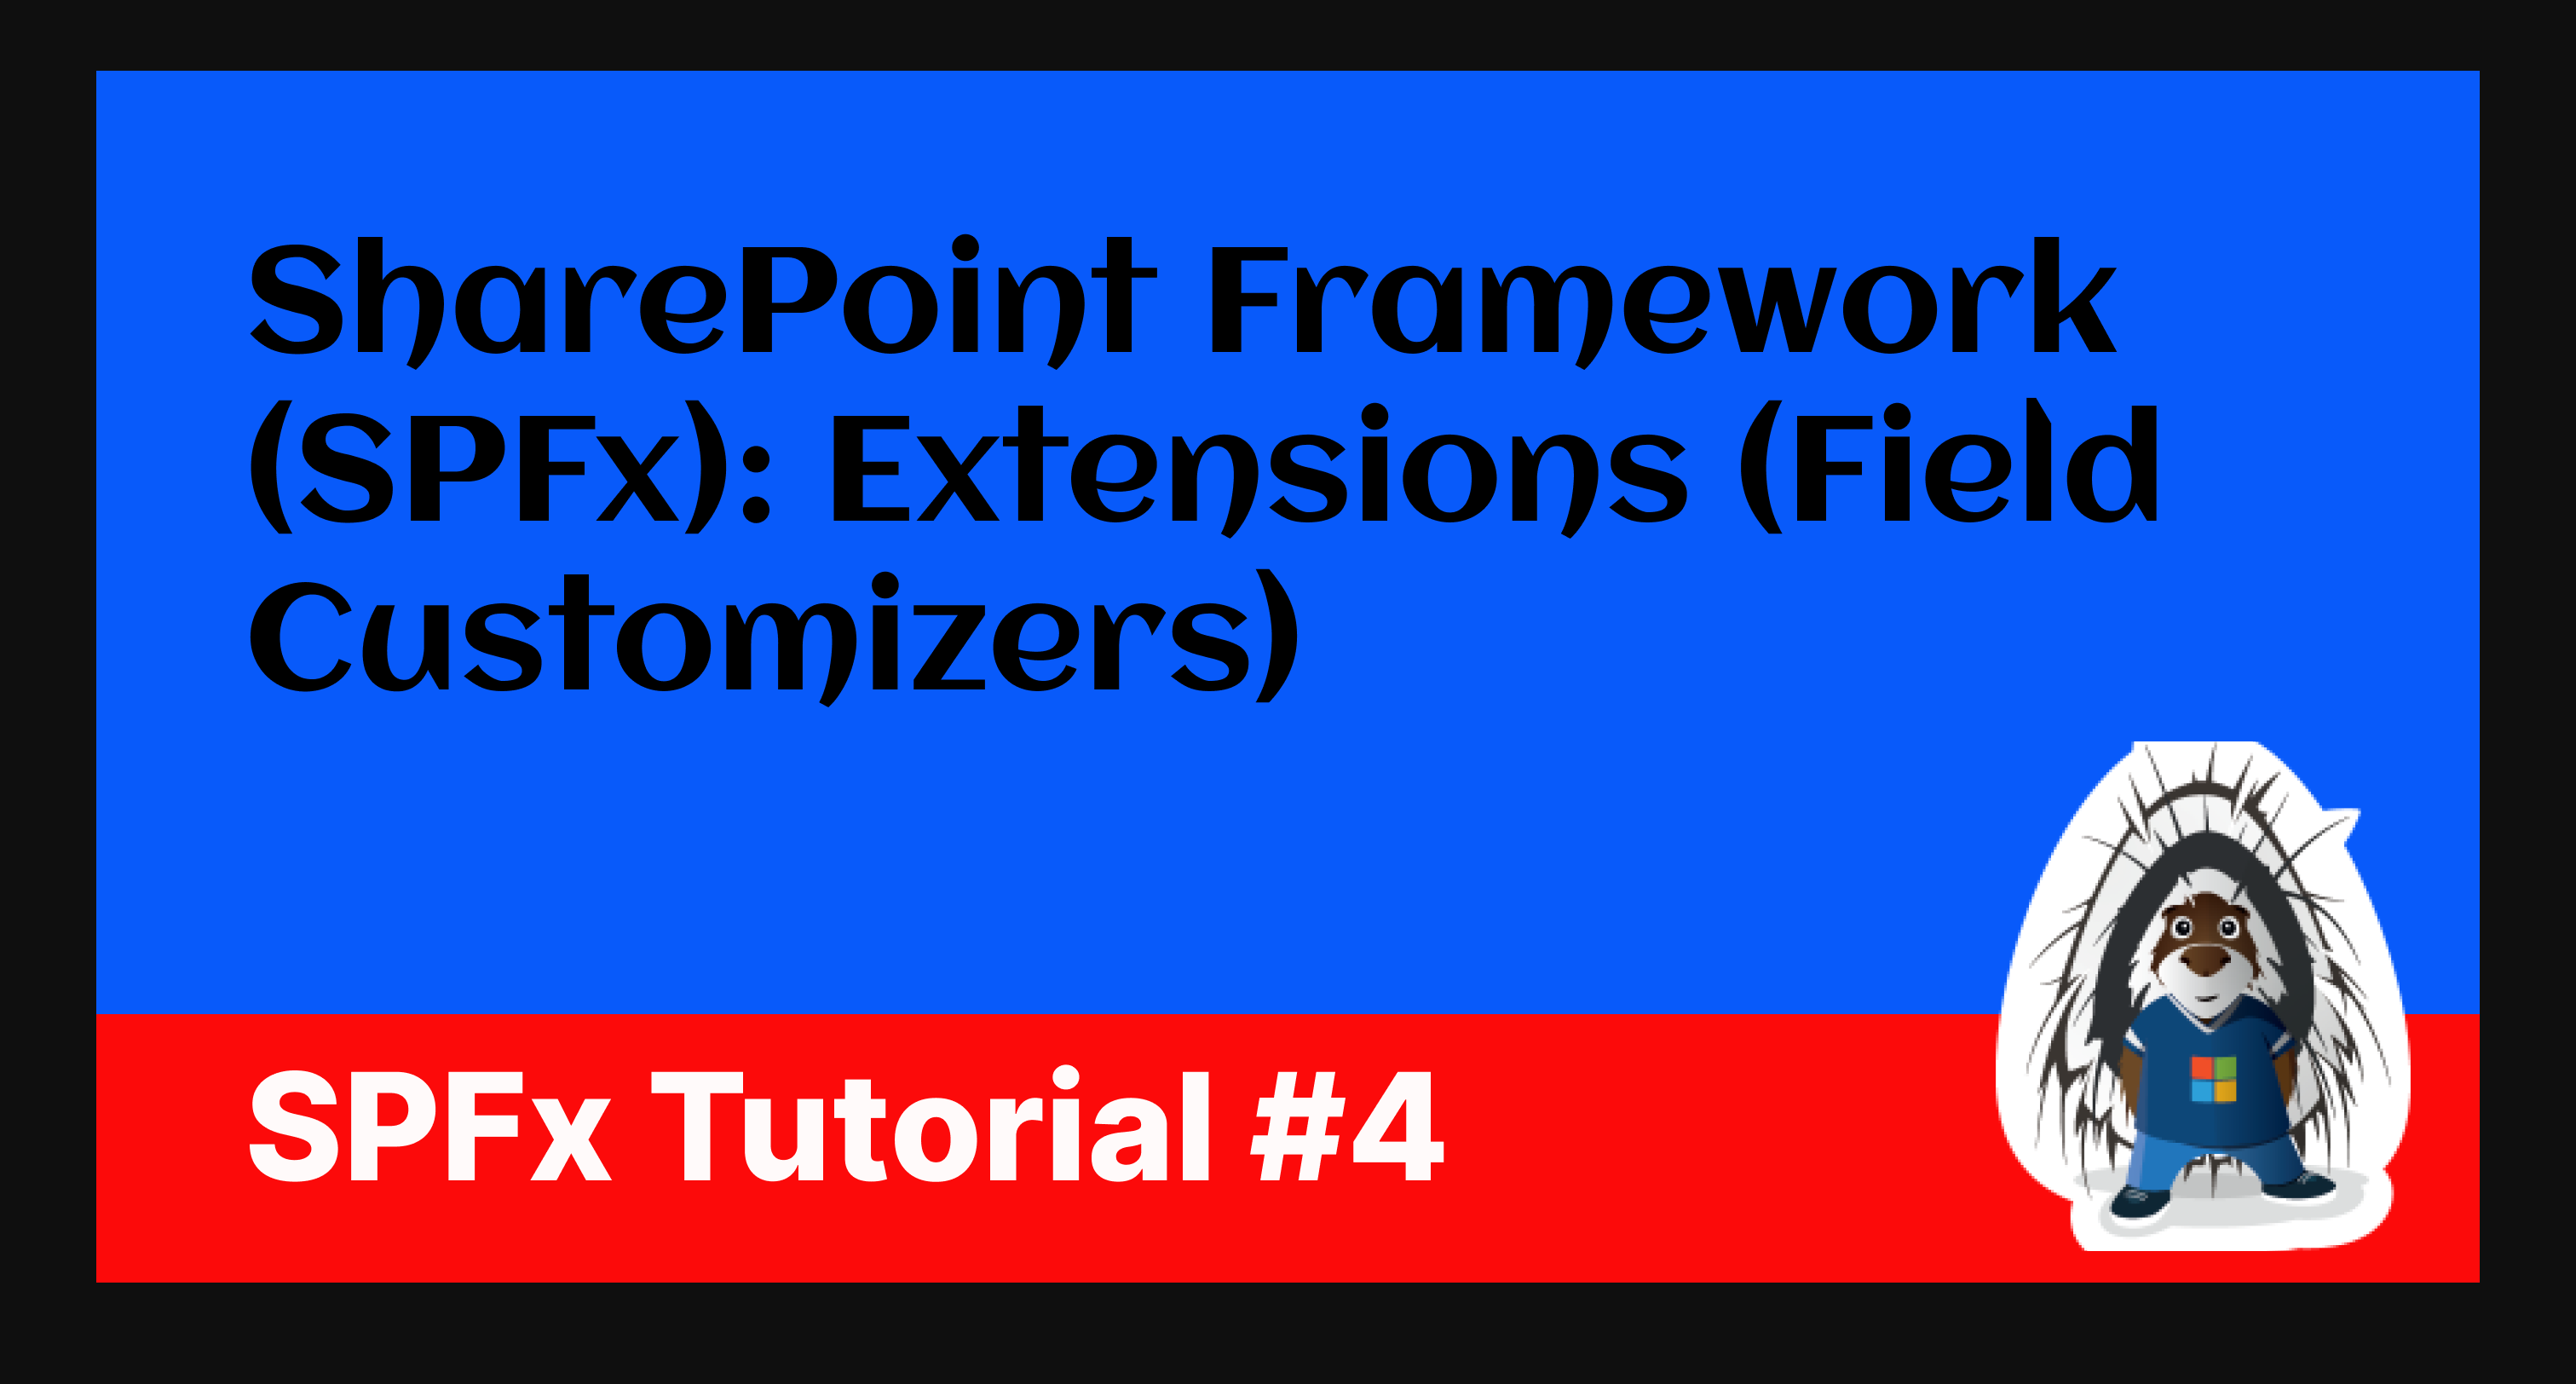 SharePoint Framework
(SPFx): Extensions (Field
Customizers)
SPFx Tutorial #4